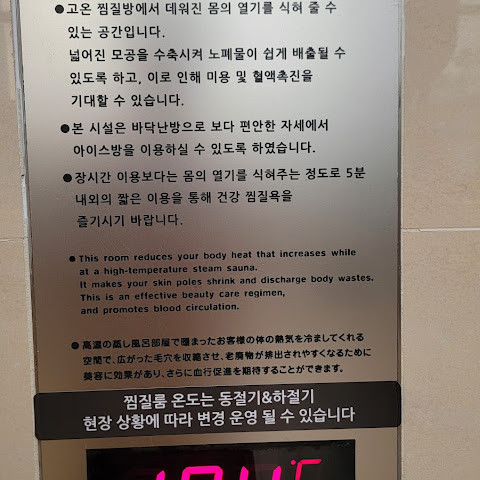 ●고온 찜질방에서 데워진 몸의 열기를 식혀 줄 수
있는 공간입니다.
넓어진 모공을 수축시켜 노폐물이 쉽게 배출될 수
있도록 하고, 이로 인해 미용 및 혈액촉진을
기대할 수 있습니다.
●본 시설은 바닥난방으로 보다 편안한 자세에서
아이스방을 이용하실 수 있도록 하였습니다.
●장시간 이용보다는 몸의 열기를 식혀주는 정도로 5분
내외의 짧은 이용을 통해 건강 찜질욕을
즐기시기 바랍니다.
●This room reduces your body heat that increases while
at a high-temperature steam sauna.
It makes your skin poles shrink and discharge body wastes.
This is an effective beauty care regimen,
and promotes blood circulation.
●高温の蒸し風呂部屋で暖まったお客様の体の熱気を冷ましてくれる
空間で、広がった毛穴を収縮させ、老廃物が排出されやすくなるために
美容に効果があり、さらに血行促進を期待することができます。
찜질룸 온도는 동절기&하절기
현장 상황에 따라 변경 운영 될 수 있습니다